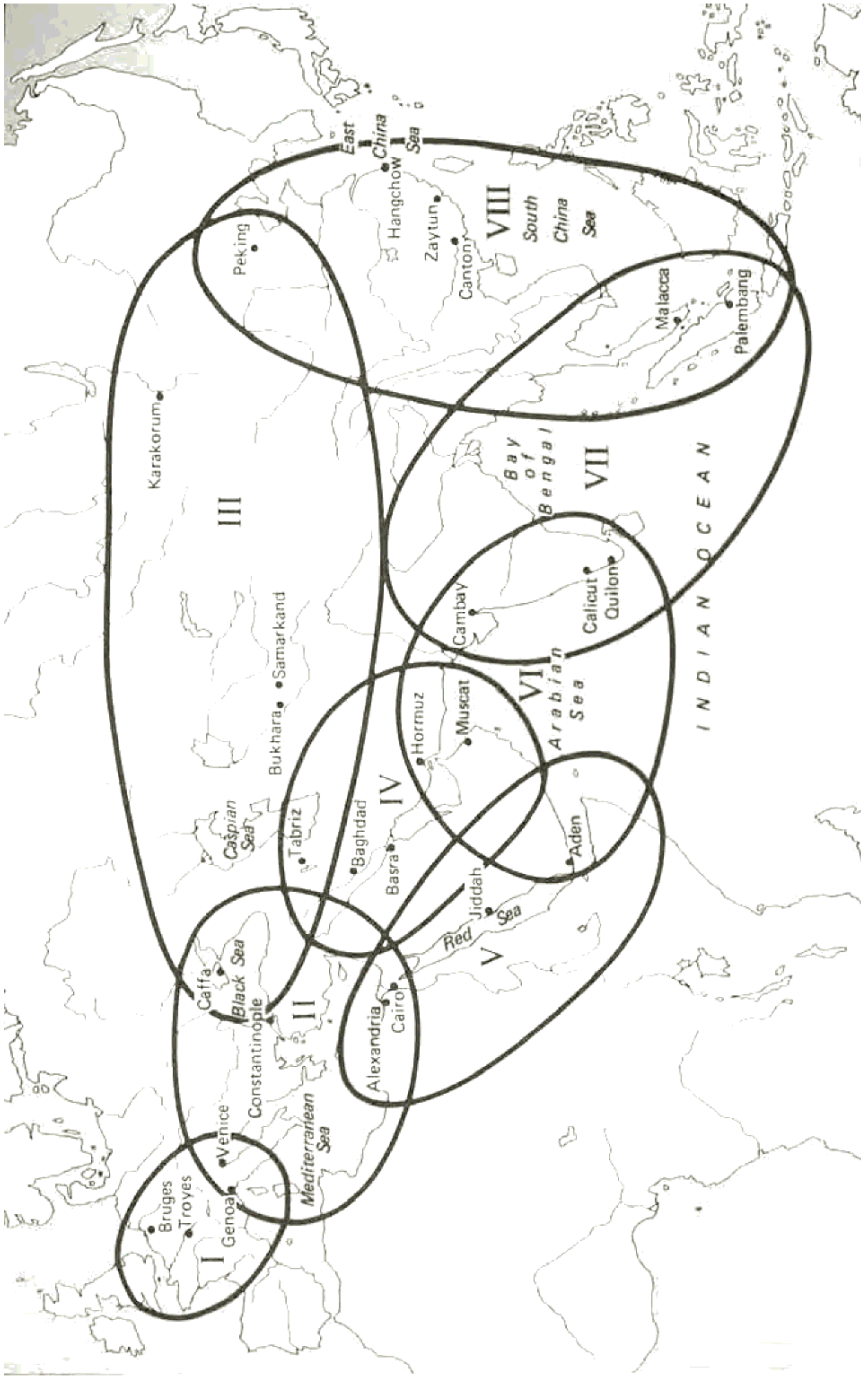 Bruges
Troyes
Genoa
I
Venice
Mediterranean
Sea
Caffa
Black Sea
Constantinople
II
Alexandria
Cairo
Caspian
Sea
Tabriz
Baghdad
Basra
IV
Jiddah
Red
Sea
V
Aden
Bukhara
Samarkand
III
Karakorum
Hormuz
Muscat
VI
Arabian
Sea
Cambay
Calicut
Quilon
Bay
of
Bengal
VII
INDIAN OCEAN
Peking
East
China
Sea
Hangchow
Zaytun
Canton
VIII
South
China
Sea
Malacca
Palembang